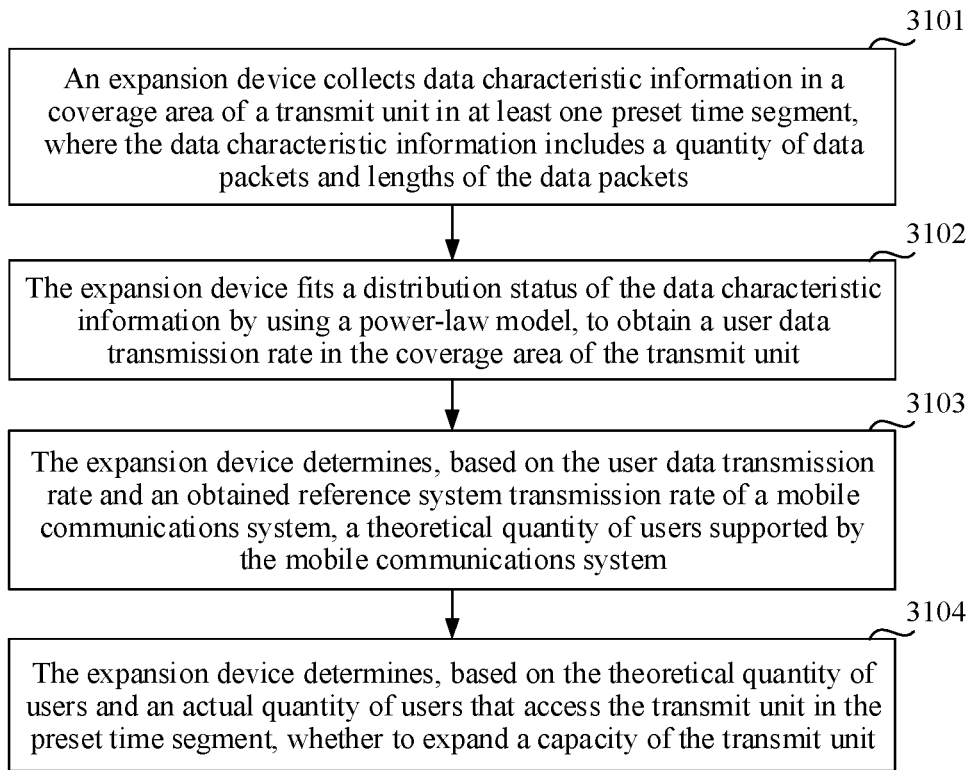 3101
An expansion device collects data characteristic information in a
coverage area of a transmit unit in at least one preset time segment,
where the data characteristic information includes a quantity of data
packets and lengths of the data packets
3102
The expansion device fits a distribution status of the data characteristic
information by using a power-law model, to obtain a user data
transmission rate in the coverage area of the transmit unit
3103
The expansion device determines, based on the user data transmission
rate and an obtained reference system transmission rate of a mobile
communications system, a theoretical quantity of users supported by
the mobile communications system
3104
The expansion device determines, based on the theoretical quantity of
users and an actual quantity of users that access the transmit unit in the
preset time segment, whether to expand a capacity of the transmit unit